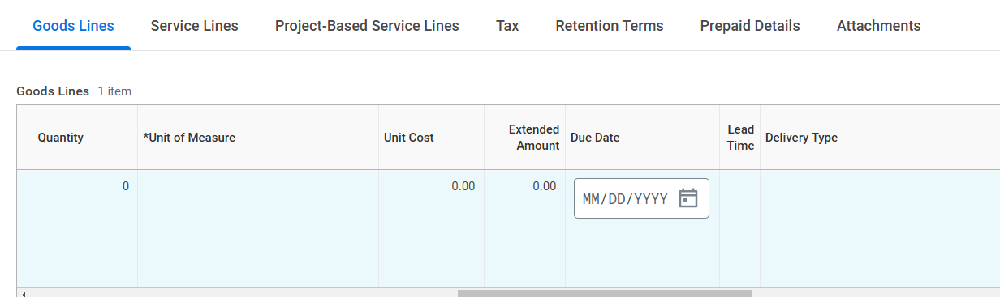 Goods Lines Service Lines Project-Based Service Lines Tax Retention Terms Prepaid Details Attachments
Goods Lines 1 item
Quantity *Unit of Measure Unit Cost Extended Amount Due Date Lead Time Delivery Type
0 0.00 0.00 MM/DD/YYYY